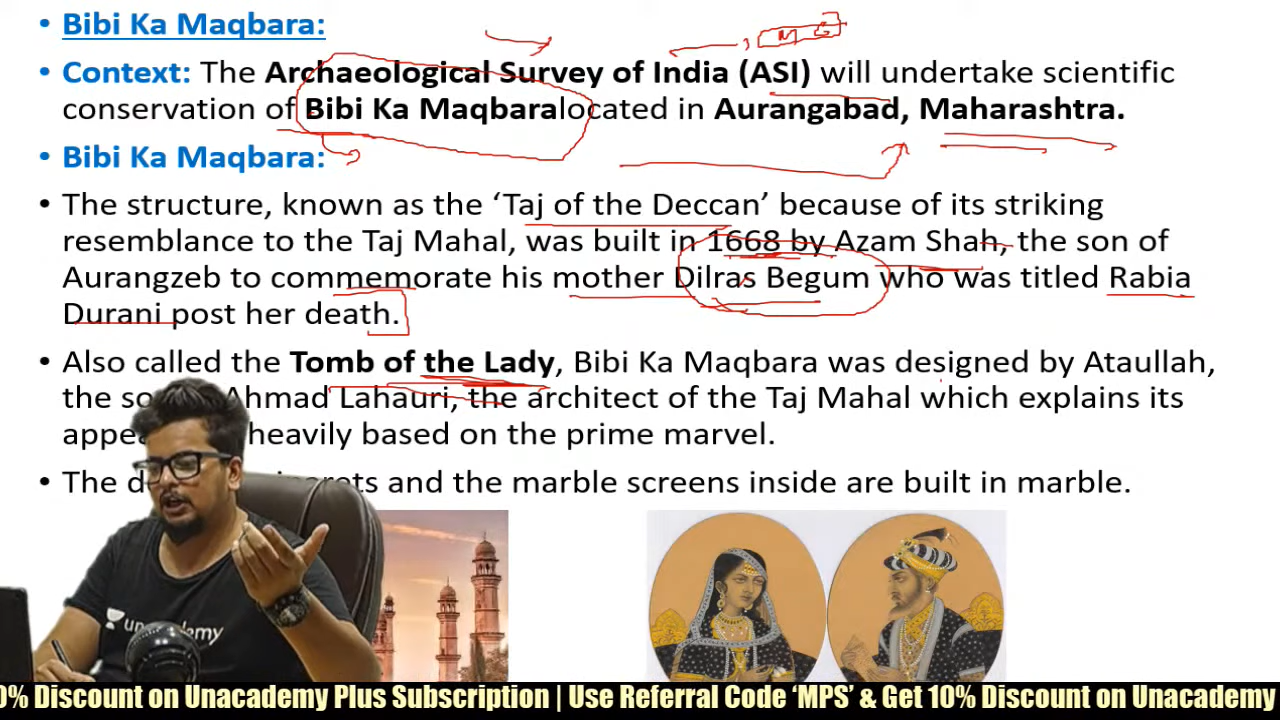 Bibi Ka Maqbara:
Context: The Archaeological Survey of India (ASI) will undertake scientific
conservation of Bibi Ka Maqbaralocated in Aurangabad, Maharashtra.
Bibi Ka Maqbara:
The structure, known as the ‘Taj of the Deccan’ because of its striking
resemblance to the Taj Mahal, was built in 1668 by Azam Shah, the son of
Aurangzeb to commemorate his mother Dilras Begum who was titled Rabia
Durani post her death.
Also called the Tomb of the Lady, Bibi Ka Maqbara was designed by Ataullah,
the Ahmad Lahauri, the architect of the Taj Mahal which explains its
heavily based on the prime marvel.
The and the marble screens inside are built in marble.
unacademy
0% Discount on Unacademy Plus Subscription | Use Referral Code ‘MPS’ & Get 10% Discount on Unacademy